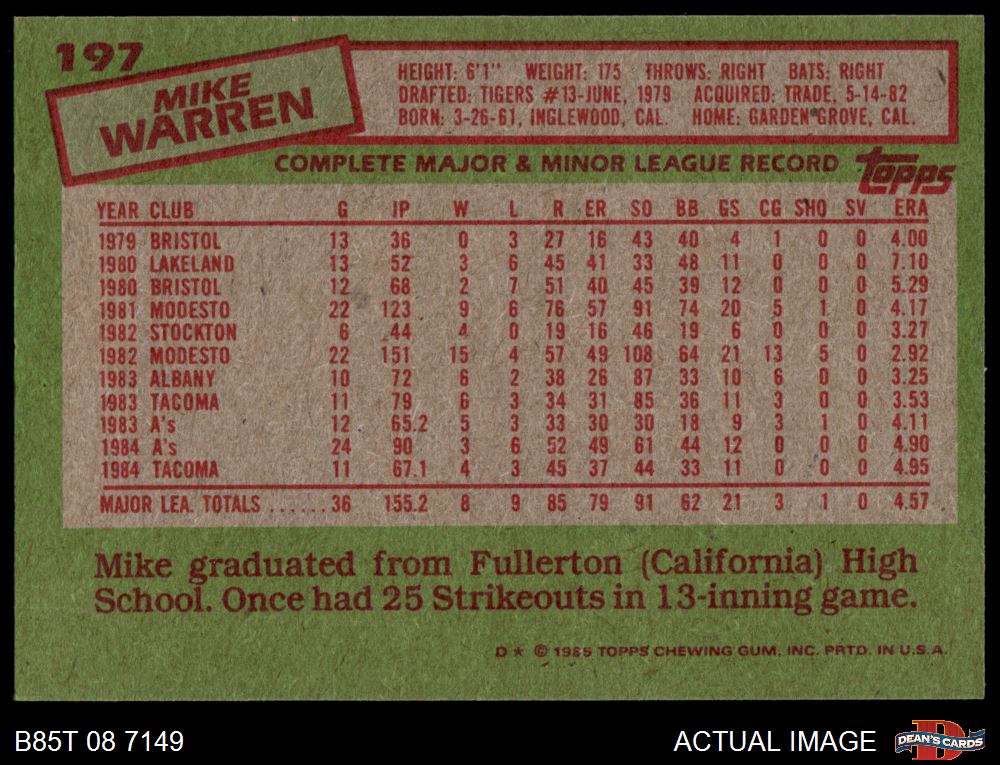 197
MIKE
WARREN
HEIGHT: 6'1" WEIGHT: 175 THROWS: RIGHT BATS: RIGHT
DRAFTED: TIGERS #13-JUNE, 1979 ACQUIRED: TRADE, 5-14-82
BORN: 3-26-61, INGLEWOOD, CAL. HOME: GARDEN GROVE, CAL.
COMPLETE MAJOR & MINOR LEAGUE RECORD topps
YEAR CLUB G IP W L R ER SO BB GS CG SHO SV ERA
1979 BRISTOL 13 36 0 3 27 16 43 40 4 1 0 0 4.00
1980 LAKELAND 13 52 3 6 45 41 33 48 11 0 0 0 7.10
1980 BRISTOL 12 68 2 7 51 40 45 39 12 0 0 0 5.29
1981 MODESTO 22 123 9 6 76 57 91 74 20 5 1 0 4.17
1982 STOCKTON 6 44 4 0 19 16 46 19 6 0 0 0 3.27
1982 MODESTO 22 151 15 4 57 49 108 64 21 13 5 0 2.92
1983 ALBANY 10 72 6 2 38 26 87 33 10 6 0 0 3.25
1983 TACOMA 11 79 6 3 34 31 85 36 11 3 0 0 3.53
1983 A's 12 65.2 5 3 33 30 30 18 9 3 1 0 4.11
1984 A's 24 90 3 6 52 49 61 44 12 0 0 0 4.90
1984 TACOMA 11 67.1 4 3 45 37 44 33 11 0 0 0 4.95
MAJOR LEA. TOTALS ...... 36 155.2 8 9 85 79 91 62 21 3 1 0 4.57
Mike graduated from Fullerton (California) High
School. Once had 25 Strikeouts in 13-inning game.
D * © 1985 TOPPS CHEWING GUM, INC. PRTD. IN U.S.A.
B85T 08 7149 ACTUAL IMAGE DEAN'S CARDS